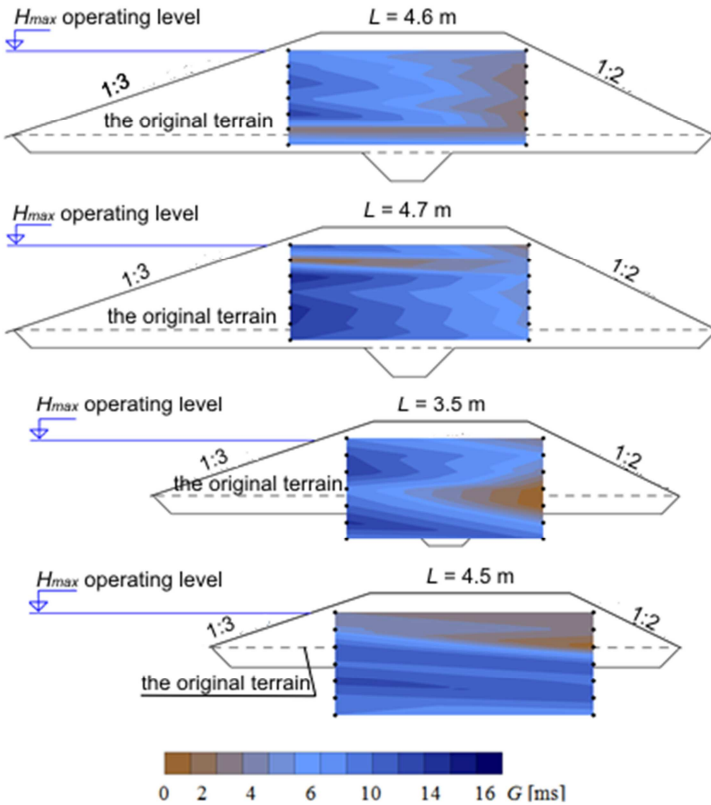 Hmax operating level
L = 4.6 m
1:3
1:2
the original terrain
Hmax operating level
L = 4.7 m
1:3
1:2
the original terrain
Hmax operating level
L = 3.5 m
1:3
1:2
the original terrain
Hmax operating level
L = 4.5 m
1:3
1:2
the original terrain
0 2 4 6 10 14 16 G [ms]